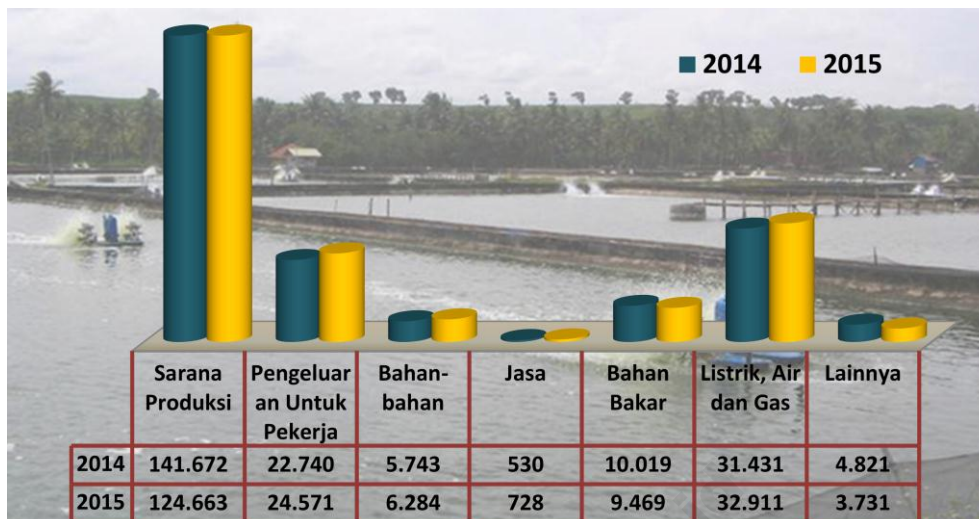 2014 2015
Sarana Produksi
Pengeluar
an Untuk
Pekerja
Bahan-
bahan
Jasa
Bahan
Bakar
Listrik, Air
dan Gas
Lainnya
2014 141.672 22.740 5.743 530 10.019 31.431 4.821
2015 124.663 24.571 6.284 728 9.469 32.911 3.731